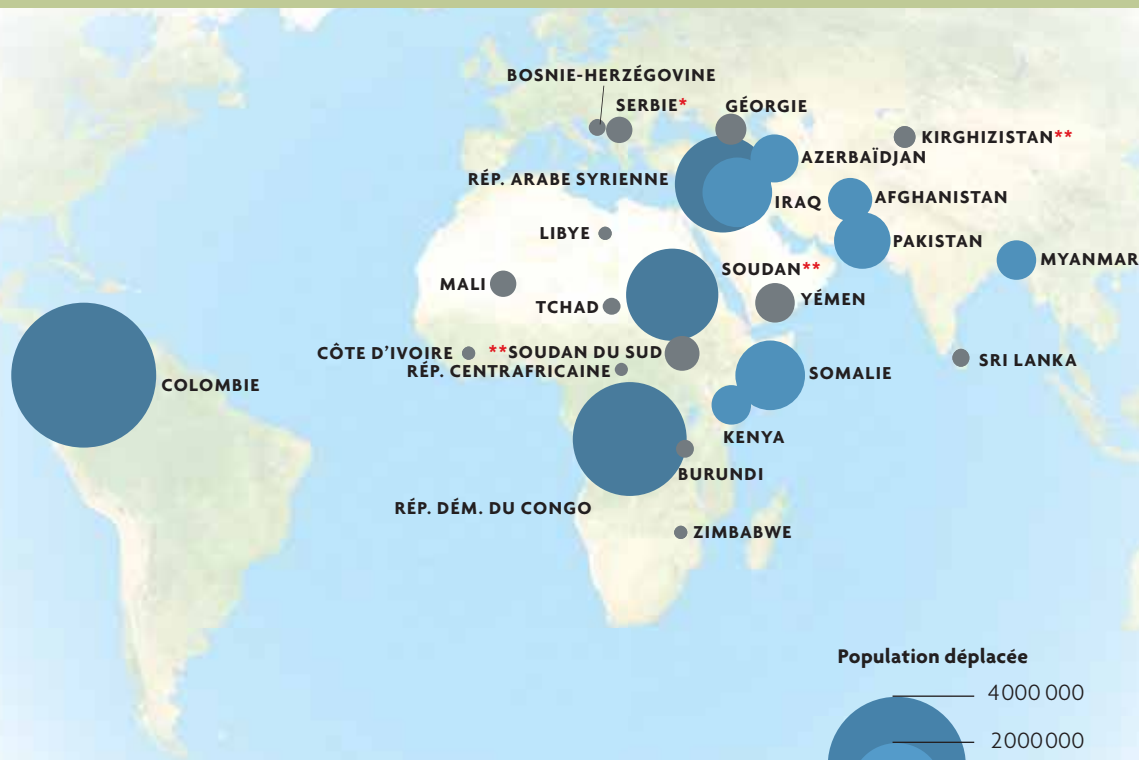 BOSNIE-HERZÉGOVINE
SERBIE*
GÉORGIE
KIRGHIZISTAN**
AZERBAÏDJAN
RÉP. ARABE SYRIENNE
IRAQ
AFGHANISTAN
LIBYE
PAKISTAN
MYANMAR
SOUDAN**
MALI
YÉMEN
TCHAD
CÔTE D'IVOIRE
**SOUDAN DU SUD
SRI LANKA
RÉP. CENTRAFRICAINE
SOMALIE
COLOMBIE
KENYA
BURUNDI
RÉP. DÉM. DU CONGO
ZIMBABWE
Population déplacée
4000 000
2000000